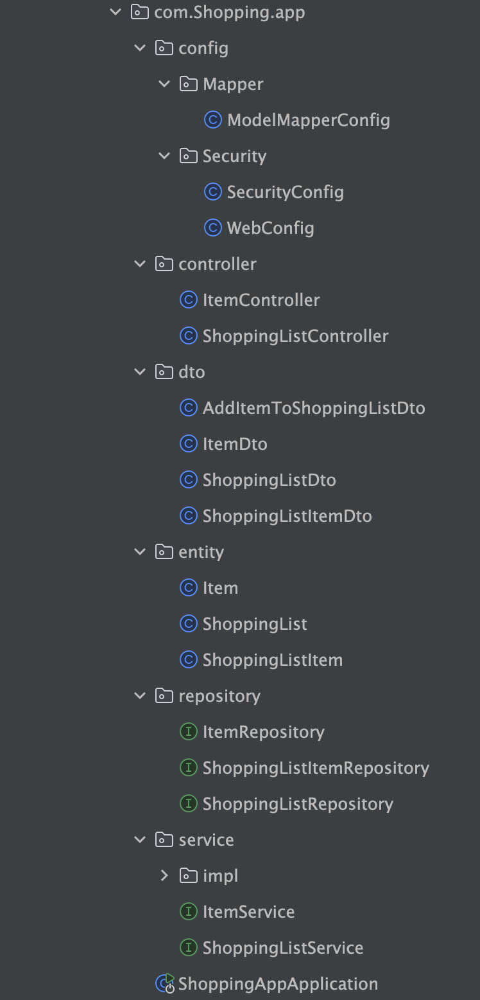 com.Shopping.app
config
Mapper
ModelMapperConfig
Security
SecurityConfig
WebConfig
controller
ItemController
ShoppingListController
dto
AddItemToShoppingListDto
ItemDto
ShoppingListDto
ShoppingListItemDto
entity
Item
ShoppingList
ShoppingListItem
repository
ItemRepository
ShoppingListItemRepository
ShoppingListRepository
service
impl
ItemService
ShoppingListService
ShoppingAppApplication